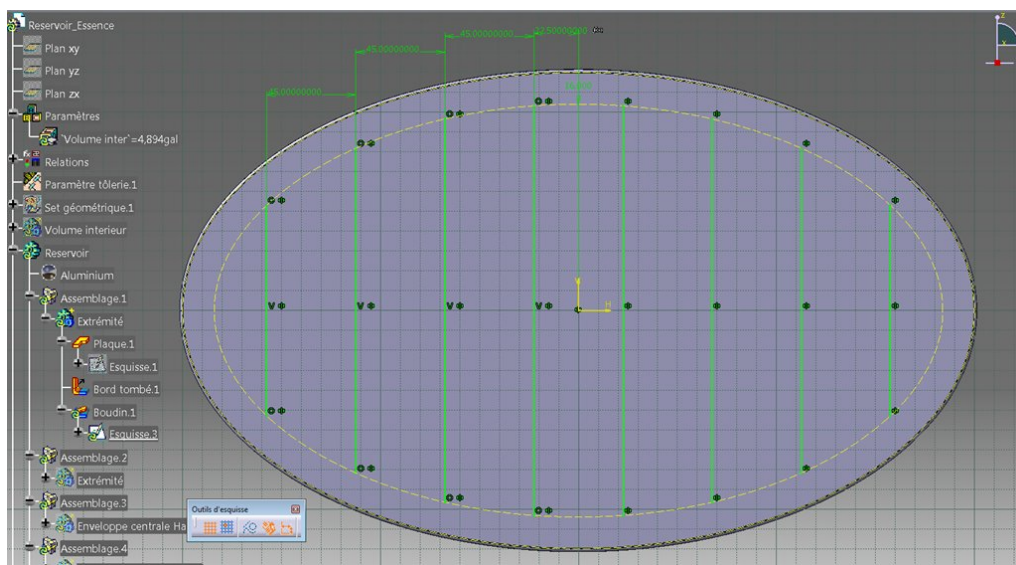 Reservoir_Essence
Plan xy
Plan yz
Plan zx
Paramètres
`Volume inter`=4,894gal
Relations
Paramètre tôlerie.1
Set géométrique.1
Volume interieur
Reservoir
Aluminium
Assemblage.1
Extrémité
Plaque.1
Esquisse.1
Bord tombé.1
Boudin.1
Esquisse.3
Assemblage.2
Extrémité
Assemblage.3
Enveloppe centrale Ha
Assemblage.4
45.00000000
45.00000000
45.00000000
22.50000000
V
V
V
V
V
H
Outils d'esquisse
z
x